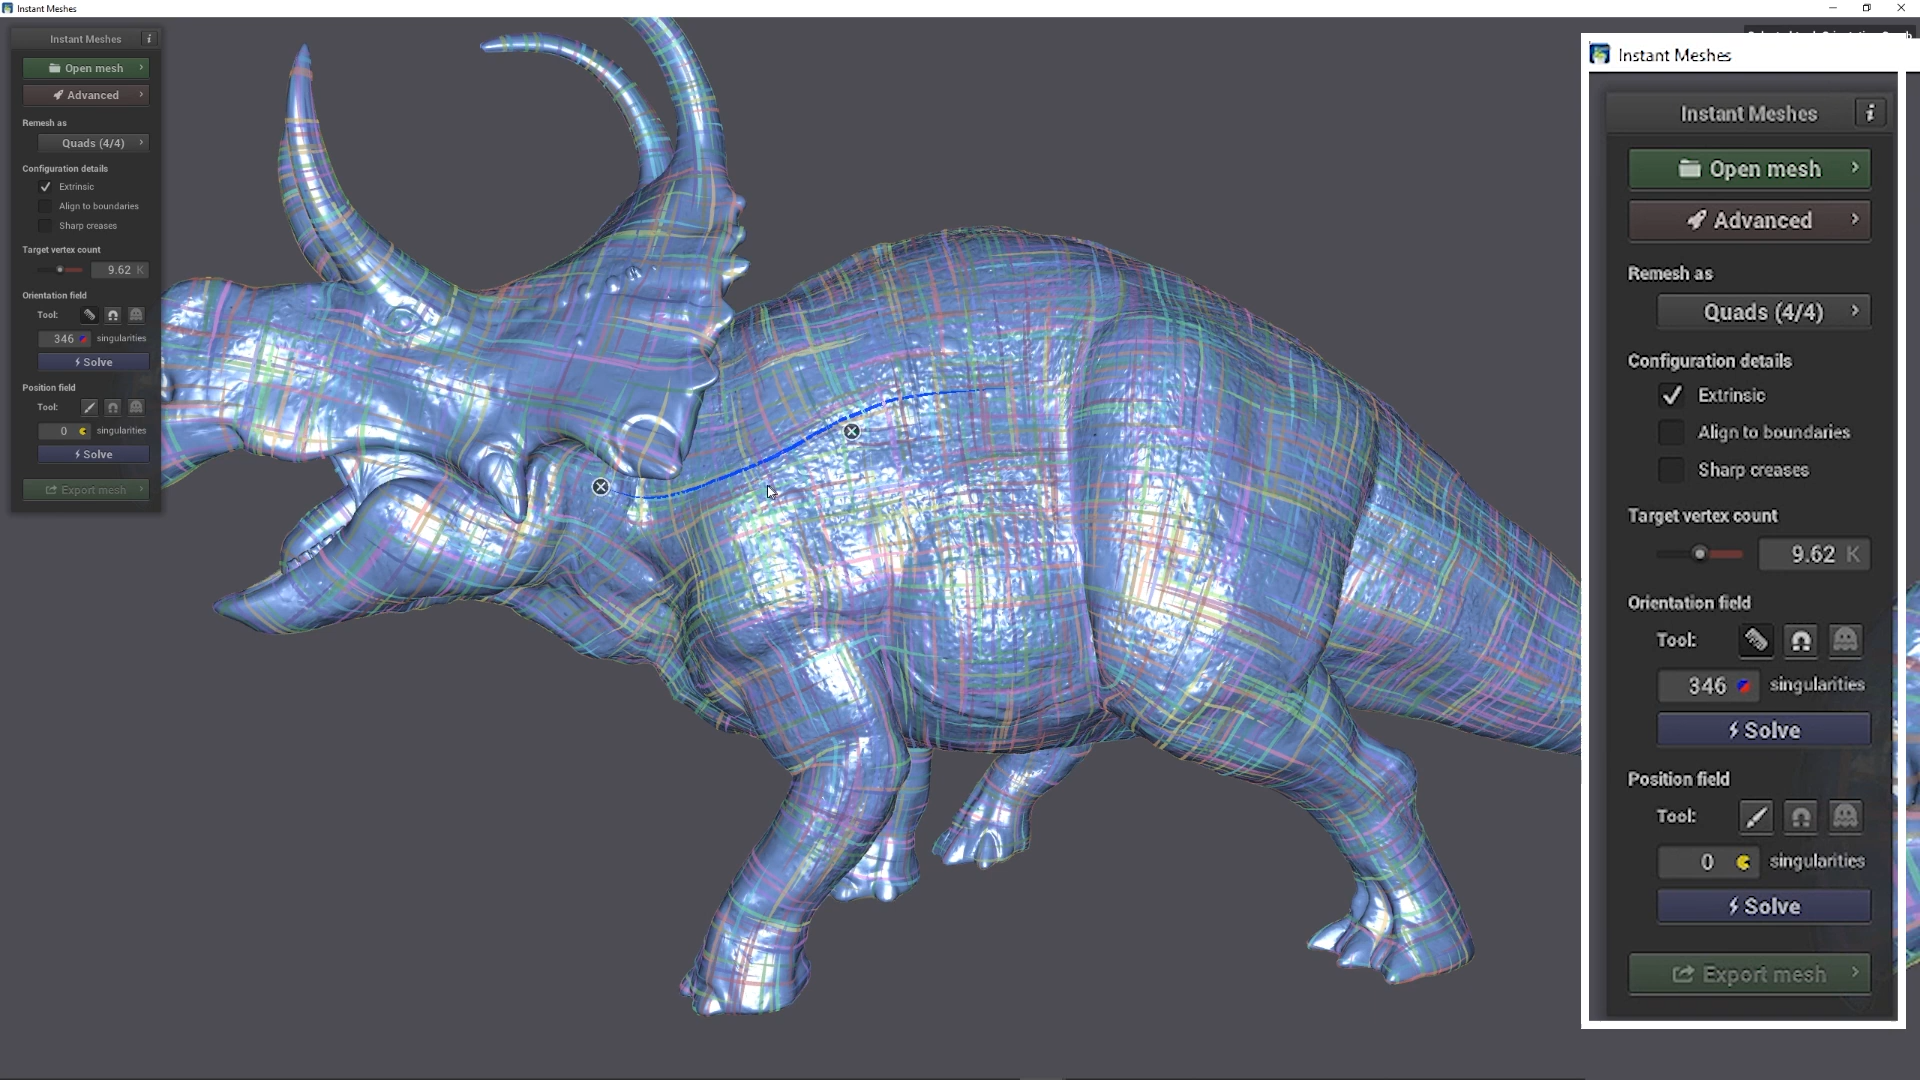 Instant Meshes
Instant Meshes
Open mesh
Advanced
Remesh as
Quads (4/4)
Configuration details
Extrinsic
Align to boundaries
Sharp creases
Target vertex count
9.62 K
Orientation field
Tool:
346 singularities
Solve
Position field
Tool:
0 singularities
Solve
Export mesh
Instant Meshes
Instant Meshes i
Open mesh
Advanced
Remesh as
Quads (4/4)
Configuration details
Extrinsic
Align to boundaries
Sharp creases
Target vertex count
9.62 K
Orientation field
Tool:
346 singularities
Solve
Position field
Tool:
0 singularities
Solve
Export mesh